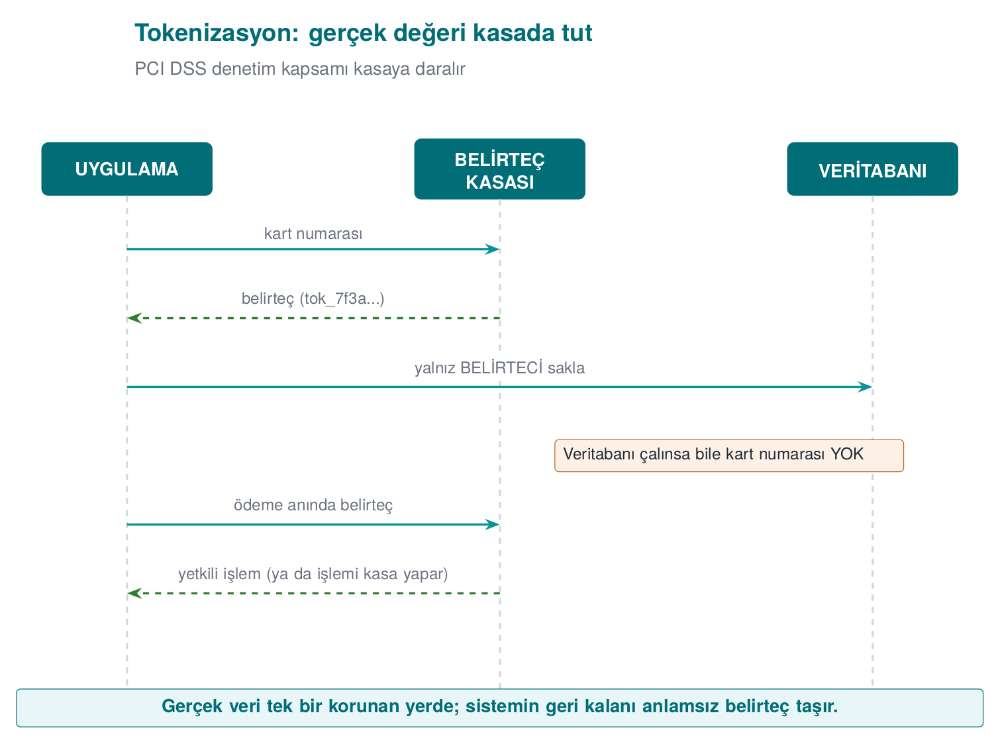 Tokenizasyon: gerçek değeri kasada tut
PCI DSS denetim kapsamı kasaya daralır
UYGULAMA
BELİRTEÇ
KASASI
VERİTABANI
kart numarası
belirteç (tok_7f3a...)
yalnız BELİRTECİ sakla
Veritabanı çalınsa bile kart numarası YOK
ödeme anında belirteç
yetkili işlem (ya da işlemi kasa yapar)
Gerçek veri tek bir korunan yerde; sistemin geri kalanı anlamsız belirteç taşır.